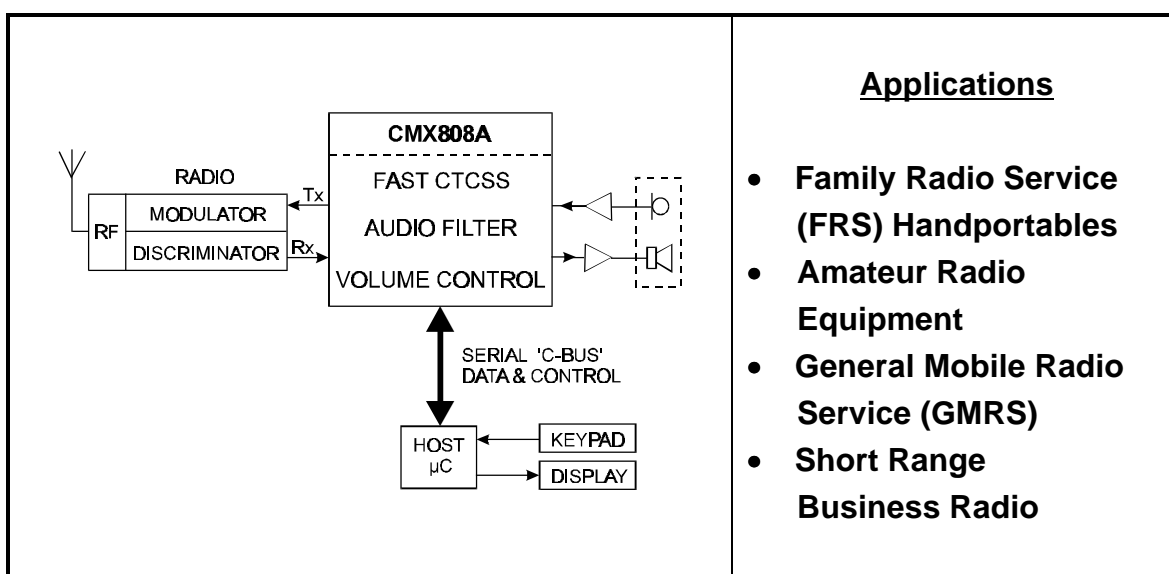 CMX808A
FAST CTCSS
AUDIO FILTER
VOLUME CONTROL
RADIO
RF
MODULATOR
DISCRIMINATOR
Tx
Rx
SERIAL 'C-BUS'
DATA & CONTROL
HOST
µC
KEYPAD
DISPLAY
Applications
• Family Radio Service
(FRS) Handportables
• Amateur Radio
Equipment
• General Mobile Radio
Service (GMRS)
• Short Range
Business Radio